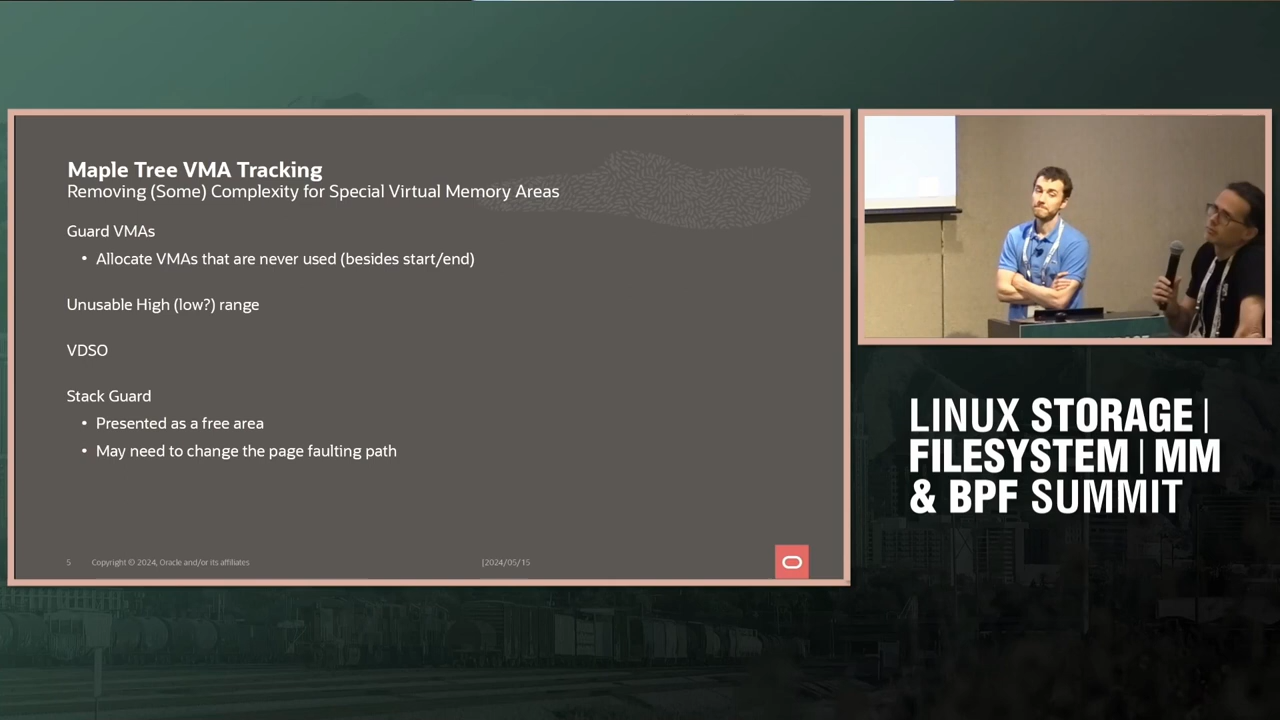 Maple Tree VMA Tracking
Removing (Some) Complexity for Special Virtual Memory Areas
Guard VMAs
• Allocate VMAs that are never used (besides start/end)
Unusable High (low?) range
VDSO
Stack Guard
• Presented as a free area
• May need to change the page faulting path
5 Copyright © 2024, Oracle and/or its affiliates |2024/05/15
LINUX STORAGE |
FILESYSTEM | MM
& BPF SUMMIT